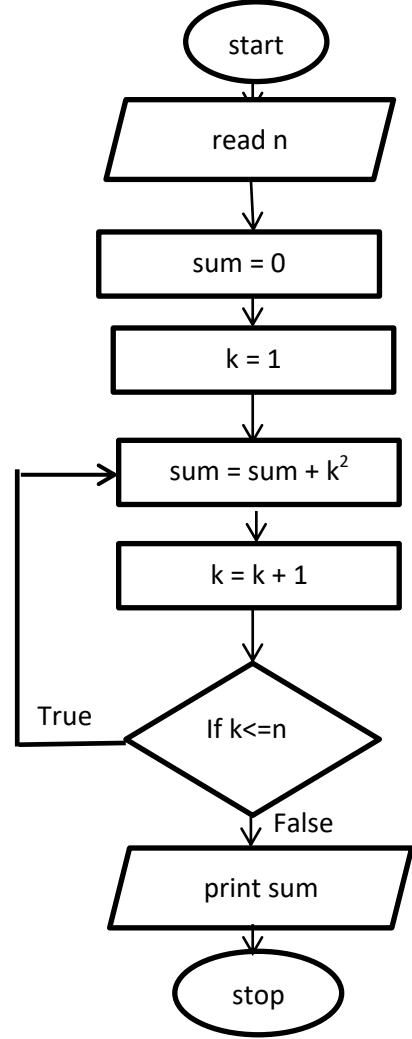 start
read n
sum = 0
k = 1
sum = sum + k²
k = k + 1
True
If k<=n
False
print sum
stop